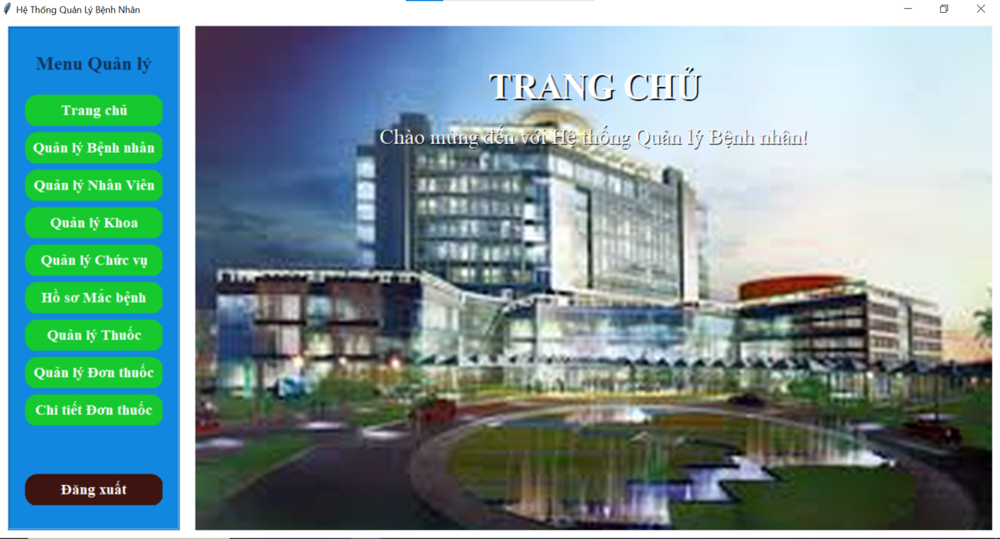 Hệ Thống Quản Lý Bệnh Nhân
Menu Quản lý
Trang chủ
Quản lý Bệnh nhân
Quản lý Nhân Viên
Quản lý Khoa
Quản lý Chức vụ
Hồ sơ Mắc bệnh
Quản lý Thuốc
Quản lý Đơn thuốc
Chi tiết Đơn thuốc
Đăng xuất
TRANG CHỦ
Chào mừng đến với Hệ thống Quản lý Bệnh nhân!